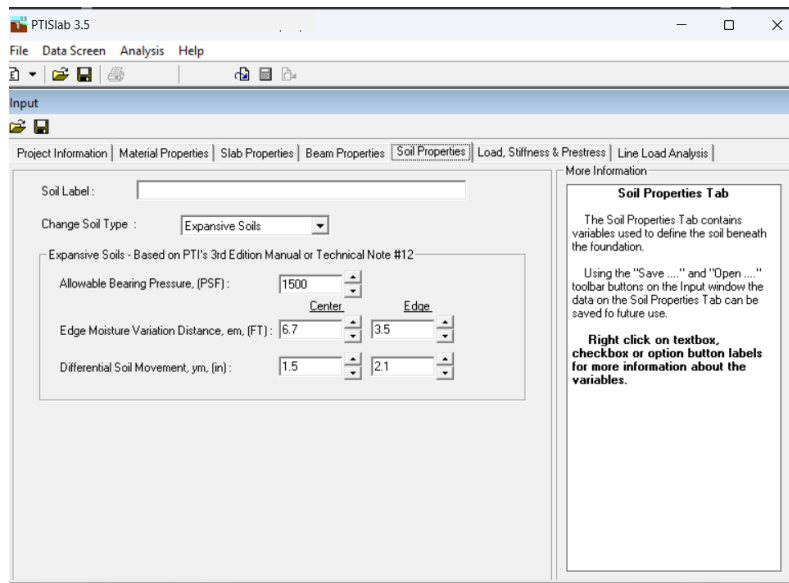 PTISlab 3.5
File Data Screen Analysis Help
Input
Project Information Material Properties Slab Properties Beam Properties Soil Properties Load, Stiffness & Prestress Line Load Analysis
Soil Label :
Change Soil Type : Expansive Soils
Expansive Soils - Based on PTI's 3rd Edition Manual or Technical Note #12
Allowable Bearing Pressure, (PSF) : 1500
Center Edge
Edge Moisture Variation Distance, em, (FT) : 6.7 3.5
Differential Soil Movement, ym, (in) : 1.5 2.1
More Information
Soil Properties Tab
The Soil Properties Tab contains
variables used to define the soil beneath
the foundation.
Using the "Save ...." and "Open ...."
toolbar buttons on the Input window the
data on the Soil Properties Tab can be
saved fo future use.
Right click on textbox,
checkbox or option button labels
for more information about the
variables.